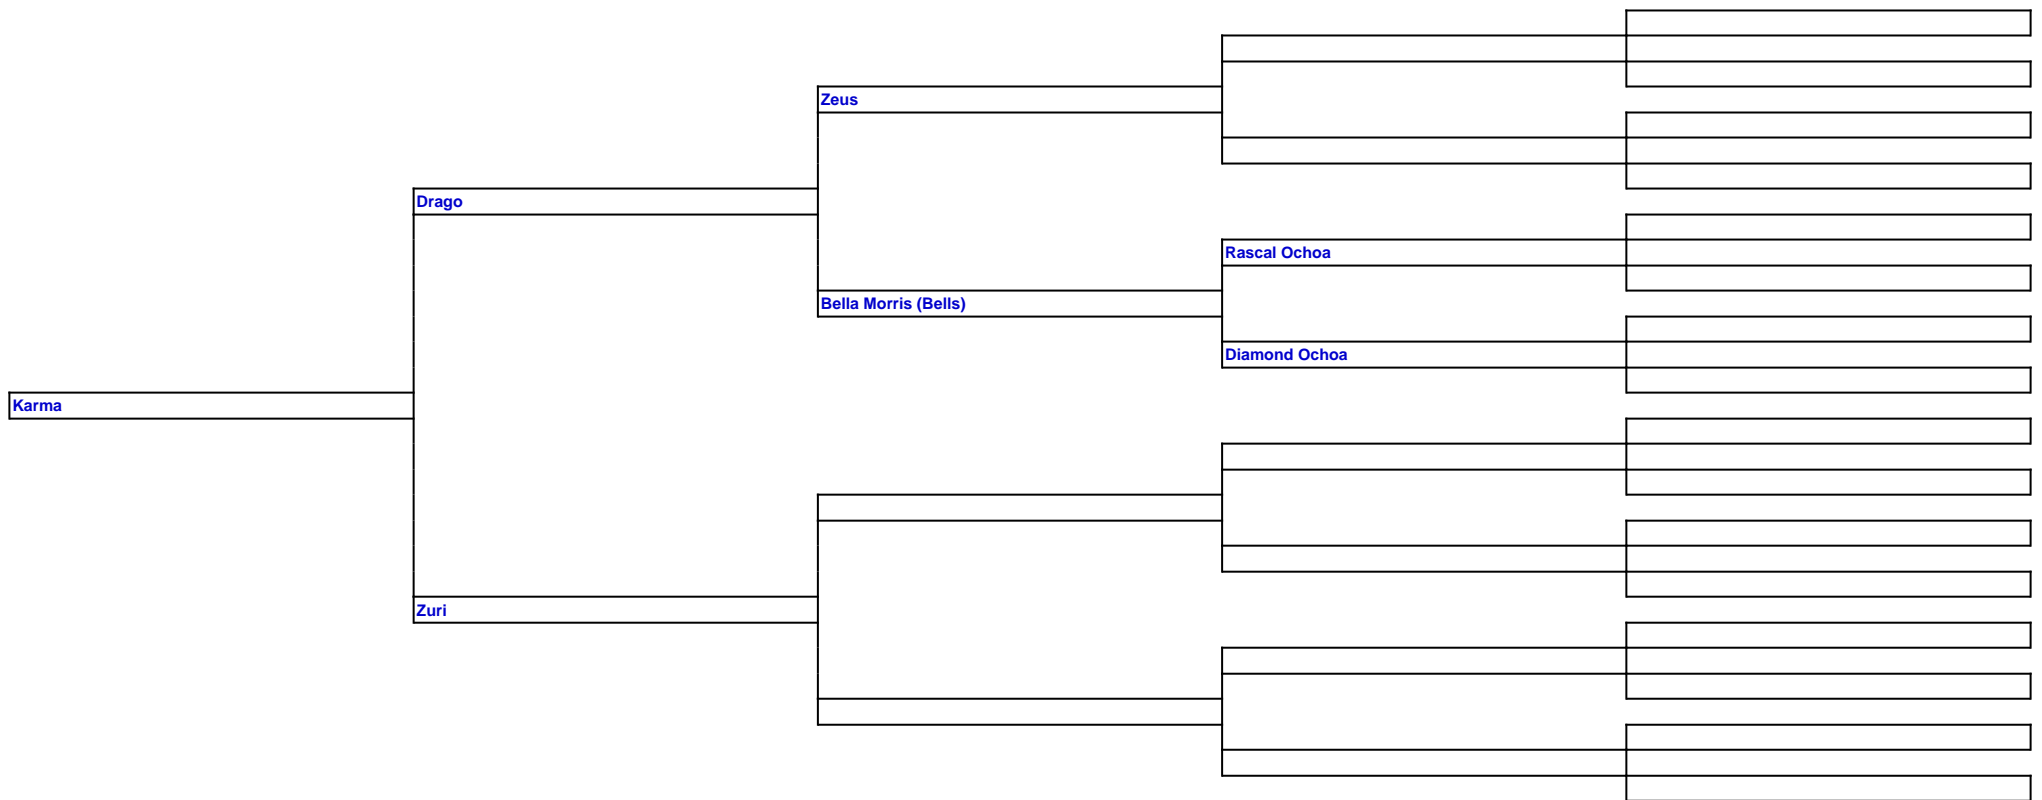 Zeus
Drago
Rascal Ochoa
Bella Morris (Bells)
Diamond Ochoa
Karma
Zuri